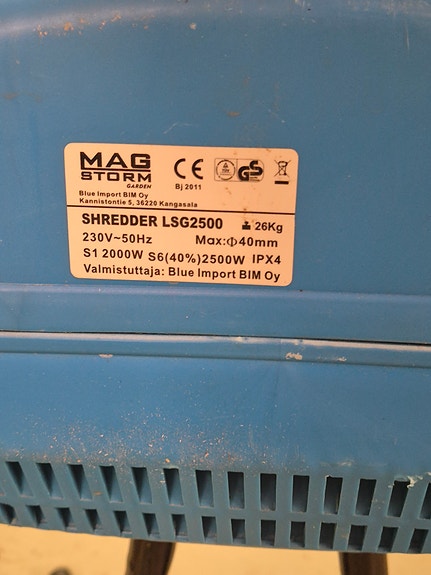 MAG
STORM
GARDEN
CE
Bj 2011
GS
Blue Import BIM Oy
Kannistontie 5, 36220 Kangasala
SHREDDER LSG2500 26Kg
230V~50Hz Max:Φ40mm
S1 2000W S6(40%)2500W IPX4
Valmistuttaja: Blue Import BIM Oy